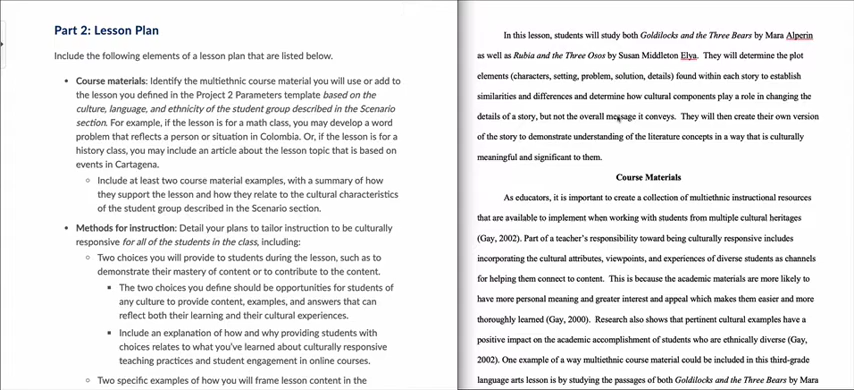 Part 2: Lesson Plan
Include the following elements of a lesson plan that are listed below.
• Course materials: Identify the multiethnic course material you will use or add to
the lesson you defined in the Project 2 Parameters template based on the
culture, language, and ethnicity of the student group described in the Scenario
section. For example, if the lesson is for a math class, you may develop a word
problem that reflects a person or situation in Colombia. Or, if the lesson is for a
history class, you may include an article about the lesson topic that is based on
events in Cartagena.
◦ Include at least two course material examples, with a summary of how
they support the lesson and how they relate to the cultural characteristics
of the student group described in the Scenario section.
• Methods for instruction: Detail your plans to tailor instruction to be culturally
responsive for all of the students in the class, including:
◦ Two choices you will provide to students during the lesson, such as to
demonstrate their mastery of content or to contribute to the content.
▪ The two choices you define should be opportunities for students of
any culture to provide content, examples, and answers that can
reflect both their learning and their cultural experiences.
▪ Include an explanation of how and why providing students with
choices relates to what you've learned about culturally responsive
teaching practices and student engagement in online courses.
◦ Two specific examples of how you will frame lesson content in the
In this lesson, students will study both Goldilocks and the Three Bears by Mara Alperin
as well as Rubia and the Three Osos by Susan Middleton Elya. They will determine the plot
elements (characters, setting, problem, solution, details) found within each story to establish
similarities and differences and determine how cultural components play a role in changing the
details of a story, but not the overall message it conveys. They will then create their own version
of the story to demonstrate understanding of the literature concepts in a way that is culturally
meaningful and significant to them.
Course Materials
As educators, it is important to create a collection of multiethnic instructional resources
that are available to implement when working with students from multiple cultural heritages
(Gay, 2002). Part of a teacher's responsibility toward being culturally responsive includes
incorporating the cultural attributes, viewpoints, and experiences of diverse students as channels
for helping them connect to content. This is because the academic materials are more likely to
have more personal meaning and greater interest and appeal which makes them easier and more
thoroughly learned (Gay, 2000). Research also shows that pertinent cultural examples have a
positive impact on the academic accomplishment of students who are ethnically diverse (Gay,
2002). One example of a way multiethnic course material could be included in this third-grade
language arts lesson is by studying the passages of both Goldilocks and the Three Bears by Mara